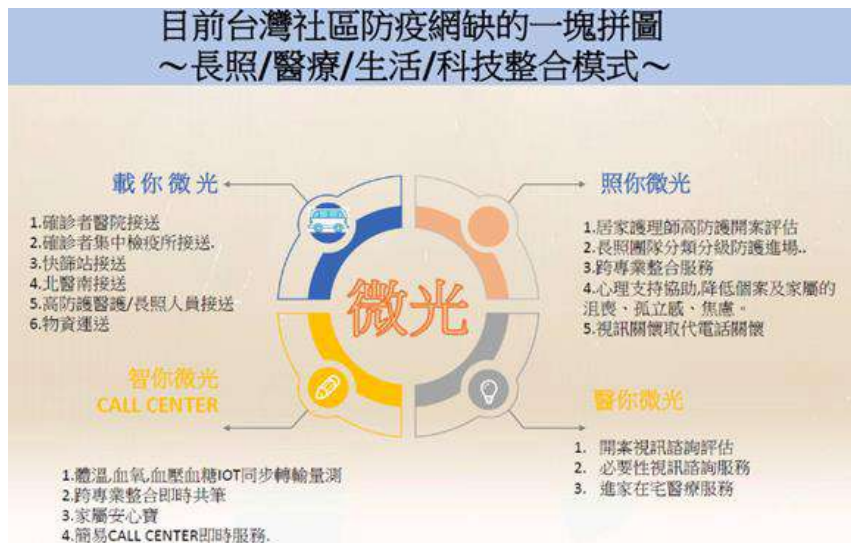 目前台灣社區防疫網缺的一塊拼圖
～長照/醫療/生活/科技整合模式～
載你微光
1.確診者醫院接送
2.確診者集中檢疫所接送.
3.快篩站接送
4.北醫南接送
5.高防護醫護/長照人員接送
6.物資運送
照你微光
1.居家護理師高防護開案評估
2.長照團隊分類分級防護進場..
3.跨專業整合服務
4.心理支持協助,降低個案及家屬的
沮喪、孤立感、焦慮。
5.視訊關懷取代電話關懷
微光
智你微光
CALL CENTER
1.體溫,血氧,血壓血糖IOT同步轉輸量測
2.跨專業整合即時共筆
3.家屬安心寶
4.簡易CALL CENTER即時服務.
醫你微光
1. 開案視訊諮詢評估
2. 必要性視訊諮詢服務
3. 進家在宅醫療服務